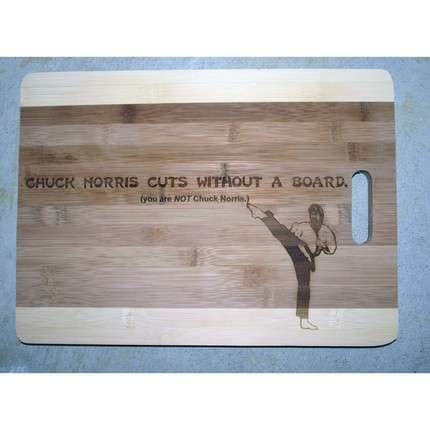 CHUCK NORRIS CUTS WITHOUT A BOARD.
(you are NOT Chuck Norris.)